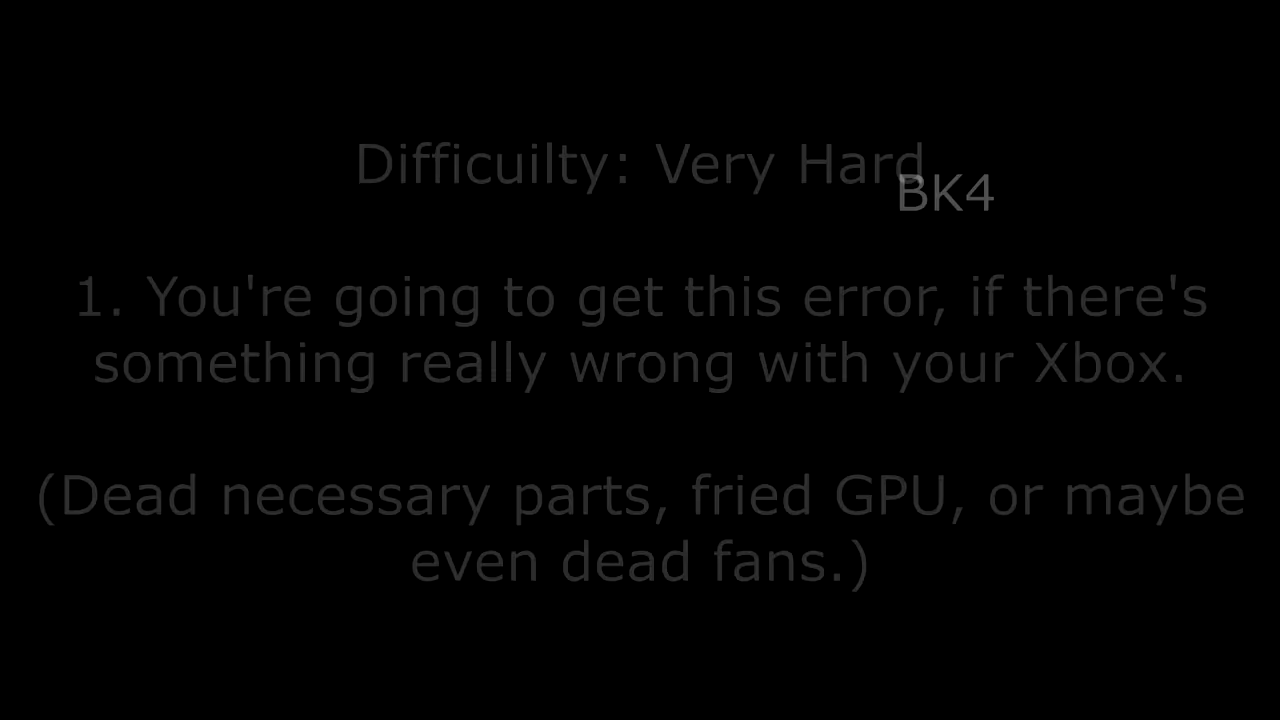 Difficuilty: Very Hard
BK4
1. You're going to get this error, if there's
something really wrong with your Xbox.
(Dead necessary parts, fried GPU, or maybe
even dead fans.)